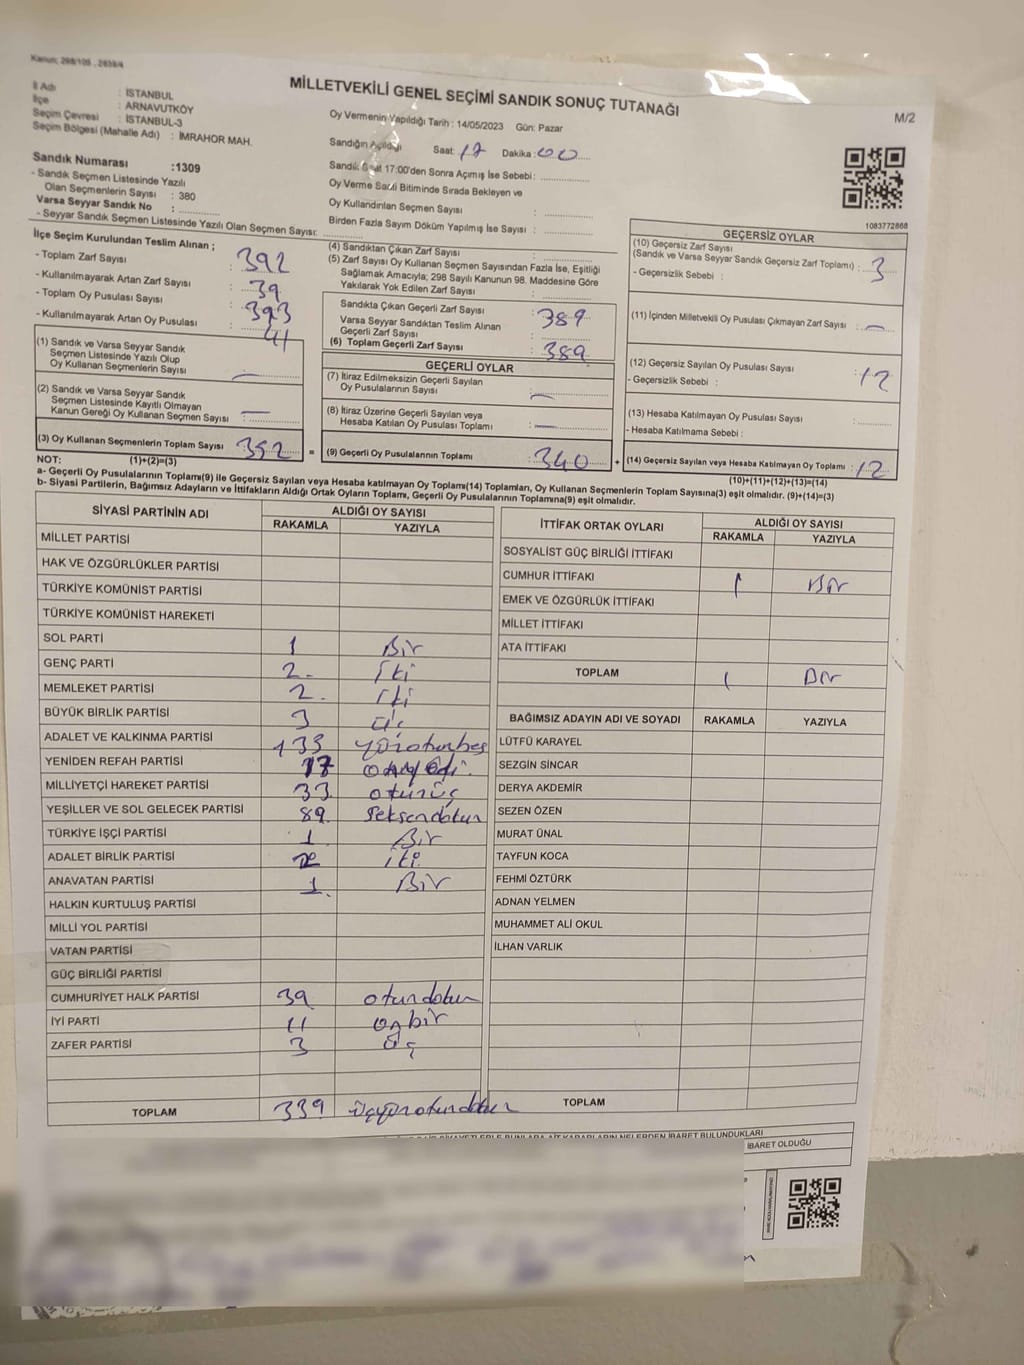 Kanun; 298/105 , 2839/4
MİLLETVEKİLİ GENEL SEÇİMİ SANDIK SONUÇ TUTANAĞI
M/2
İl Adı : İSTANBUL
İlçe : ARNAVUTKÖY
Seçim Çevresi : İSTANBUL-3
Seçim Bölgesi (Mahalle Adı) : İMRAHOR MAH.
Sandık Numarası :1309
- Sandık Seçmen Listesinde Yazılı
Olan Seçmenlerin Sayısı : 380
Varsa Seyyar Sandık No :
- Seyyar Sandık Seçmen Listesinde Yazılı Olan Seçmen Sayısı:
Oy Vermenin Yapıldığı Tarih : 14/05/2023 Gün: Pazar
Sandığın Açıldığı Saat: 17 Dakika : 00
Sandık Saat 17:00'den Sonra Açılmış İse Sebebi :
Oy Verme Saati Bitiminde Sırada Bekleyen ve
Oy Kullandırılan Seçmen Sayısı :
Birden Fazla Sayım Döküm Yapılmış İse Sayısı :
1083772868
İlçe Seçim Kurulundan Teslim Alınan ;
- Toplam Zarf Sayısı : 392
- Kullanılmayarak Artan Zarf Sayısı : 39
- Toplam Oy Pusulası Sayısı : 393
- Kullanılmayarak Artan Oy Pusulası : 41
(1) Sandık ve Varsa Seyyar Sandık
Seçmen Listesinde Yazılı Olup
Oy Kullanan Seçmenlerin Sayısı : —
(2) Sandık ve Varsa Seyyar Sandık
Seçmen Listesinde Kayıtlı Olmayan
Kanun Gereği Oy Kullanan Seçmen Sayısı : —
(3) Oy Kullanan Seçmenlerin Toplam Sayısı : 352
(1)+(2)=(3)
(4) Sandıktan Çıkan Zarf Sayısı :
(5) Zarf Sayısı Oy Kullanan Seçmen Sayısından Fazla İse, Eşitliği
Sağlamak Amacıyla; 298 Sayılı Kanunun 98. Maddesine Göre
Yakılarak Yok Edilen Zarf Sayısı :
Sandıkta Çıkan Geçerli Zarf Sayısı : 389
Varsa Seyyar Sandıktan Teslim Alınan
Geçerli Zarf Sayısı :
(6) Toplam Geçerli Zarf Sayısı : 389
GEÇERLİ OYLAR
(7) İtiraz Edilmeksizin Geçerli Sayılan
Oy Pusulalarının Sayısı : —
(8) İtiraz Üzerine Geçerli Sayılan veya
Hesaba Katılan Oy Pusulası Toplamı : —
= (9) Geçerli Oy Pusulalarının Toplamı : 340 +
GEÇERSİZ OYLAR
(10) Geçersiz Zarf Sayısı
(Sandık ve Varsa Seyyar Sandık Geçersiz Zarf Toplamı) : 3
- Geçersizlik Sebebi :
(11) İçinden Milletvekili Oy Pusulası Çıkmayan Zarf Sayısı : —
(12) Geçersiz Sayılan Oy Pusulası Sayısı : 12
- Geçersizlik Sebebi :
(13) Hesaba Katılmayan Oy Pusulası Sayısı :
- Hesaba Katılmama Sebebi :
(14) Geçersiz Sayılan veya Hesaba Katılmayan Oy Toplamı : 12
(10)+(11)+(12)+(13)=(14)
NOT:
a- Geçerli Oy Pusulalarının Toplamı(9) ile Geçersiz Sayılan veya Hesaba katılmayan Oy Toplamı(14) Toplamları, Oy Kullanan Seçmenlerin Toplam Sayısına(3) eşit olmalıdır. (9)+(14)=(3)
b- Siyasi Partilerin, Bağımsız Adayların ve İttifakların Aldığı Ortak Oyların Toplamı, Geçerli Oy Pusulalarının Toplamına(9) eşit olmalıdır.
SİYASİ PARTİNİN ADI ALDIĞI OY SAYISI
RAKAMLA YAZIYLA
MİLLET PARTİSİ
HAK VE ÖZGÜRLÜKLER PARTİSİ
TÜRKİYE KOMÜNİST PARTİSİ
TÜRKİYE KOMÜNİST HAREKETİ
SOL PARTİ 1 Bir
GENÇ PARTİ 2 iki
MEMLEKET PARTİSİ 2 iki
BÜYÜK BİRLİK PARTİSİ 3 üç
ADALET VE KALKINMA PARTİSİ 135 yüzotuzbeş
YENİDEN REFAH PARTİSİ 17 onyedi
MİLLİYETÇİ HAREKET PARTİSİ 33 otuzüç
YEŞİLLER VE SOL GELECEK PARTİSİ 89 seksendokuz
TÜRKİYE İŞÇİ PARTİSİ 1 Bir
ADALET BİRLİK PARTİSİ 2 iki
ANAVATAN PARTİSİ 1 Bir
HALKIN KURTULUŞ PARTİSİ
MİLLİ YOL PARTİSİ
VATAN PARTİSİ
GÜÇ BİRLİĞİ PARTİSİ
CUMHURİYET HALK PARTİSİ 39 otuzdokuz
İYİ PARTİ 11 onbir
ZAFER PARTİSİ 3 üç
TOPLAM 339 üçyüzotuzdokuz
İTTİFAK ORTAK OYLARI ALDIĞI OY SAYISI
RAKAMLA YAZIYLA
SOSYALİST GÜÇ BİRLİĞİ İTTİFAKI
CUMHUR İTTİFAKI 1 Bir
EMEK VE ÖZGÜRLÜK İTTİFAKI
MİLLET İTTİFAKI
ATA İTTİFAKI
TOPLAM 1 Bir
BAĞIMSIZ ADAYIN ADI VE SOYADI RAKAMLA YAZIYLA
LÜTFÜ KARAYEL
SEZGİN SİNCAR
DERYA AKDEMİR
SEZEN ÖZEN
MURAT ÜNAL
TAYFUN KOCA
FEHMİ ÖZTÜRK
ADNAN YELMEN
MUHAMMET ALİ OKUL
İLHAN VARLIK
TOPLAM
NELERDEN İBARET BULUNDUKLARI
İBARET OLDUĞU